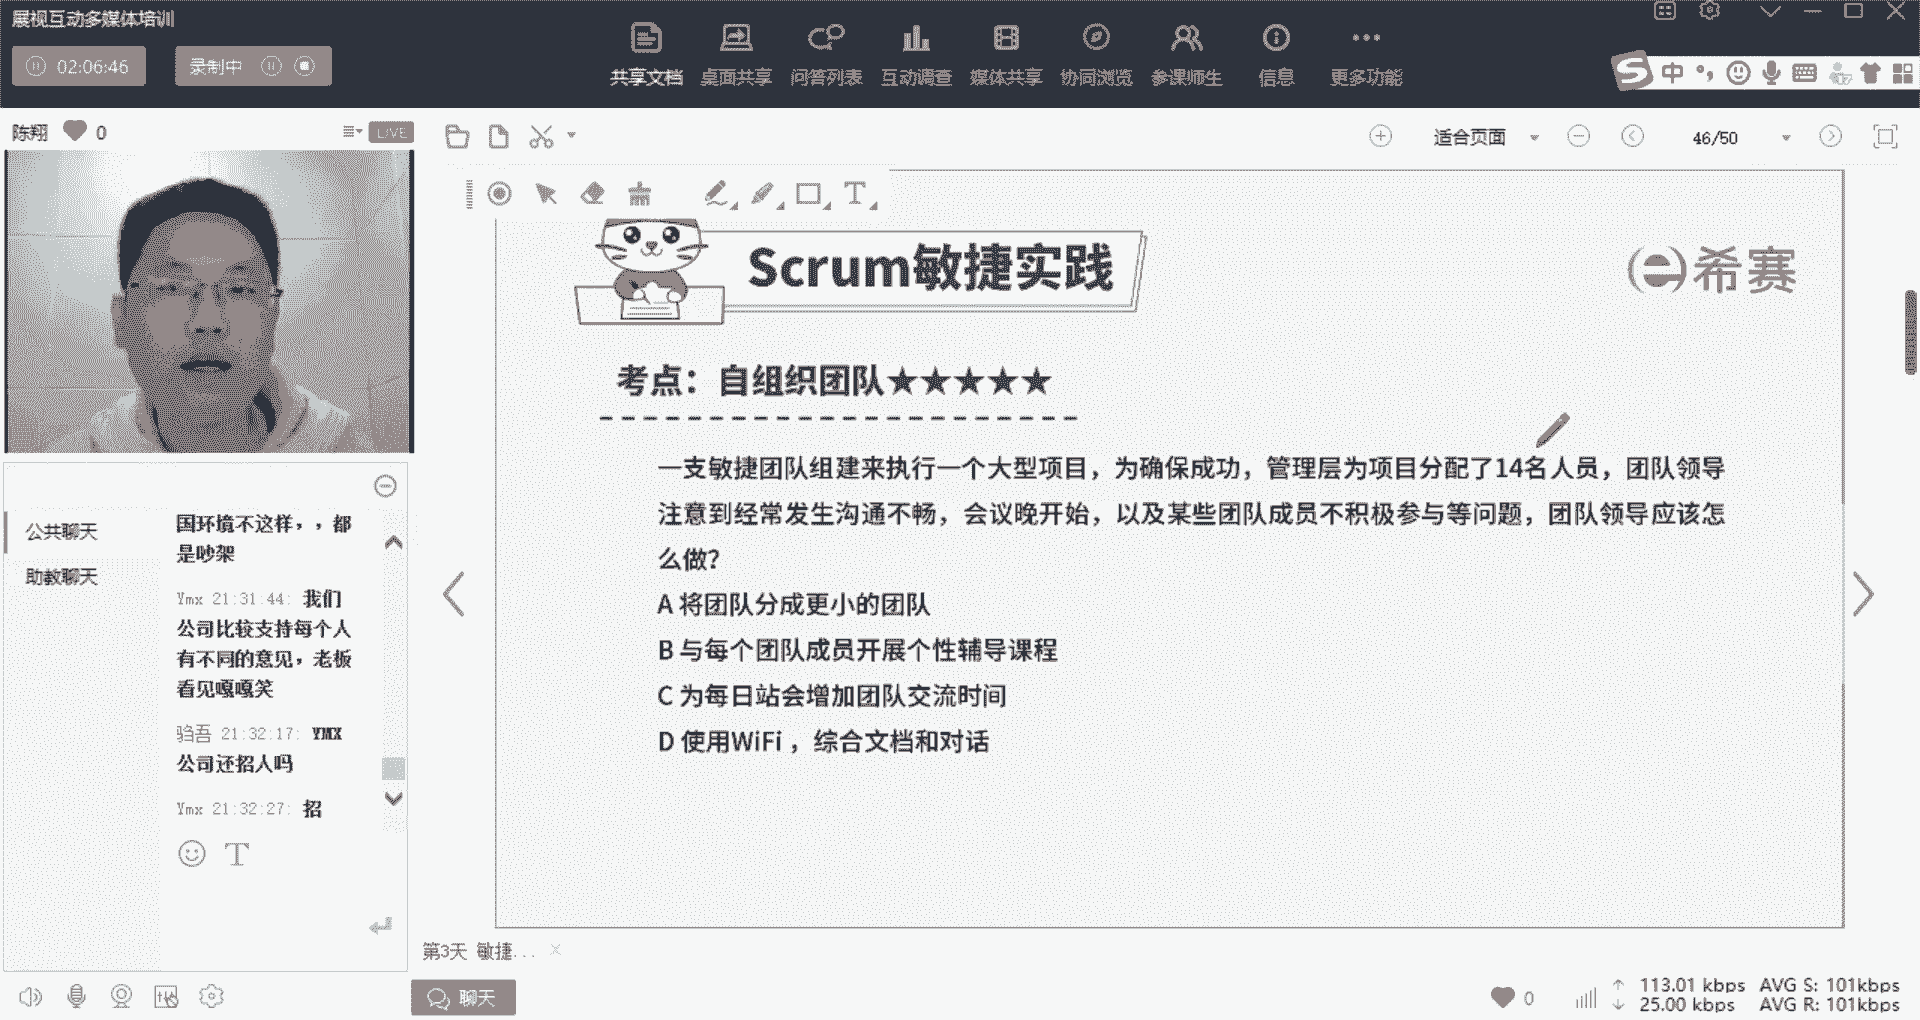 展视互动多媒体培训
02:06:46
录制中
共享文档
桌面共享
问答列表
互动调查
媒体共享
协同浏览
参课师生
信息
更多功能
中
陈翔
0
LIVE
适合页面
46/50
Scrum敏捷实践
希赛
考点：自组织团队★★★★★
一支敏捷团队组建来执行一个大型项目，为确保成功，管理层为项目分配了14名人员，团队领导
注意到经常发生沟通不畅，会议晚开始，以及某些团队成员不积极参与等问题，团队领导应该怎
么做？
A 将团队分成更小的团队
B 与每个团队成员开展个性辅导课程
C 为每日站会增加团队交流时间
D 使用WiFi ，综合文档和对话
公共聊天
助教聊天
国环境不这样，，都
是吵架
Ymx 21:31:44: 我们
公司比较支持每个人
有不同的意见，老板
看见嘎嘎笑
驺吾 21:32:17: YMX
公司还招人吗
Ymx 21:32:27: 招
第3天 敏捷...
聊天
0
113.01 kbps AVG S: 101kbps
25.00 kbps AVG R: 101kbps